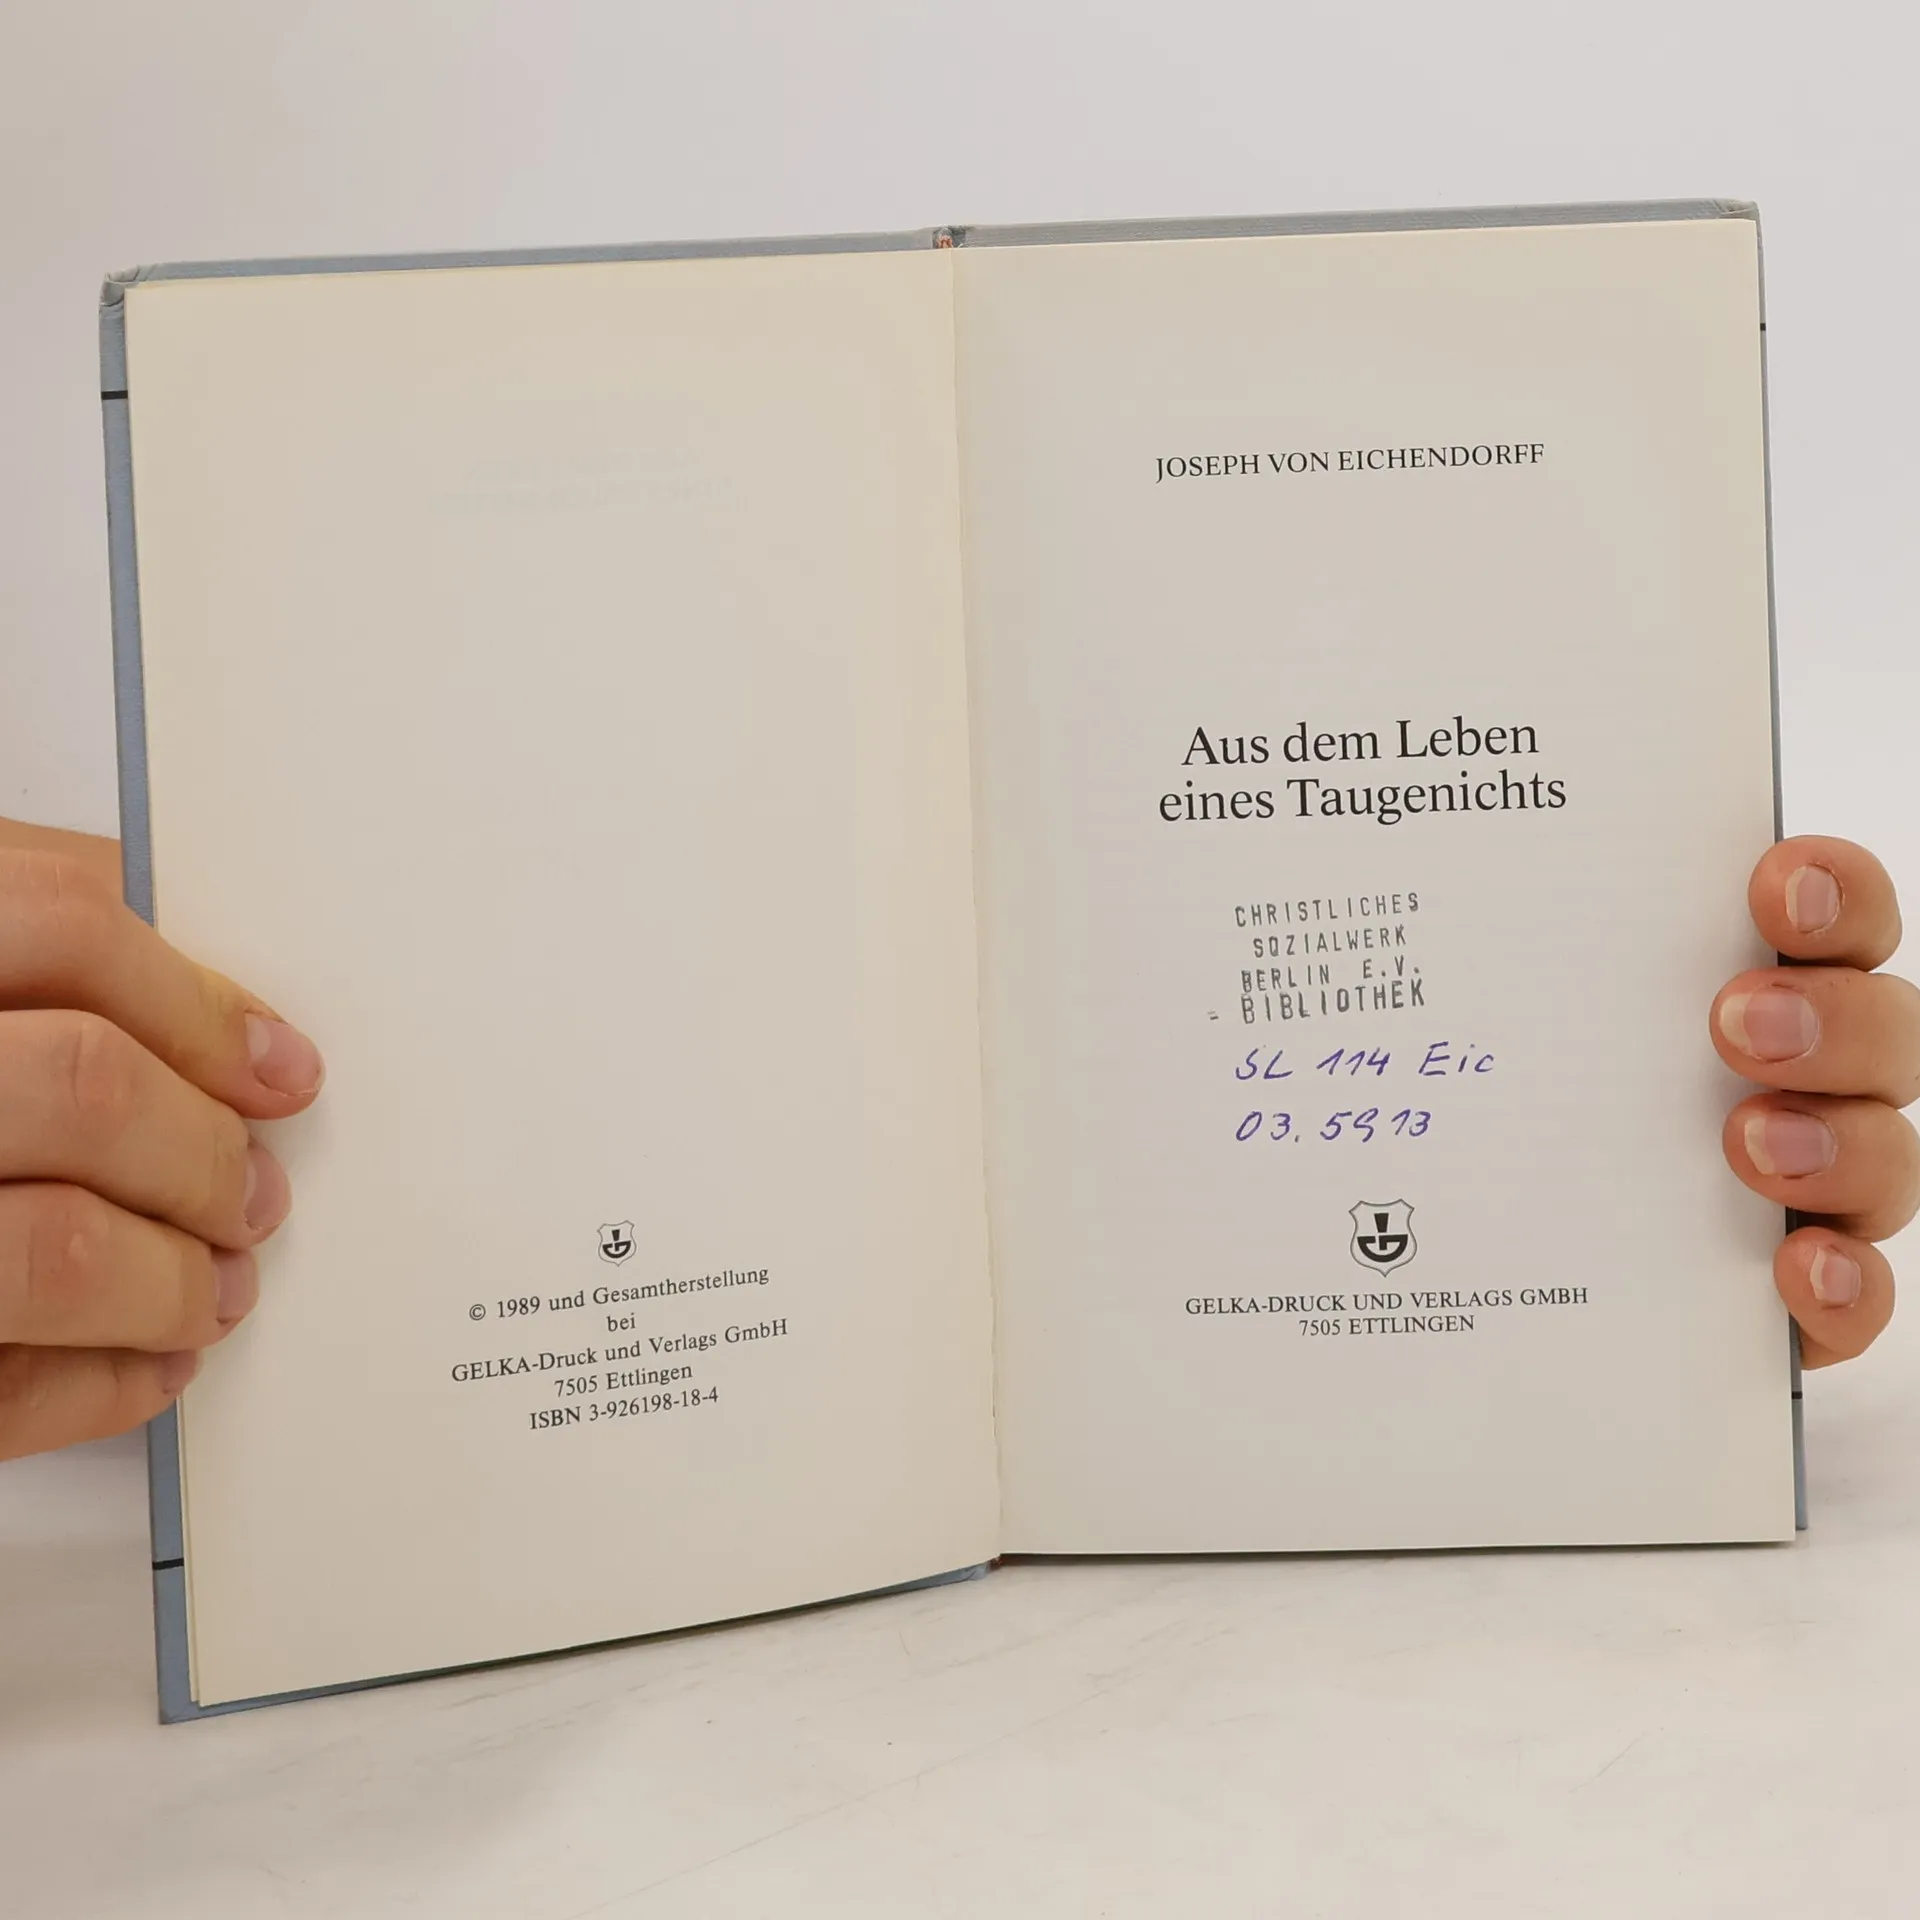 © 1989 und Gesamtherstellung
bei
GELKA-Druck und Verlags GmbH
7505 Ettlingen
ISBN 3-926198-18-4
JOSEPH VON EICHENDORFF
Aus dem Leben
eines Taugenichts
CHRISTLICHES
SOZIALWERK
BERLIN E.V.
- BIBLIOTHEK
SL 114 Eic
03. 5913
GELKA-DRUCK UND VERLAGS GMBH
7505 ETTLINGEN